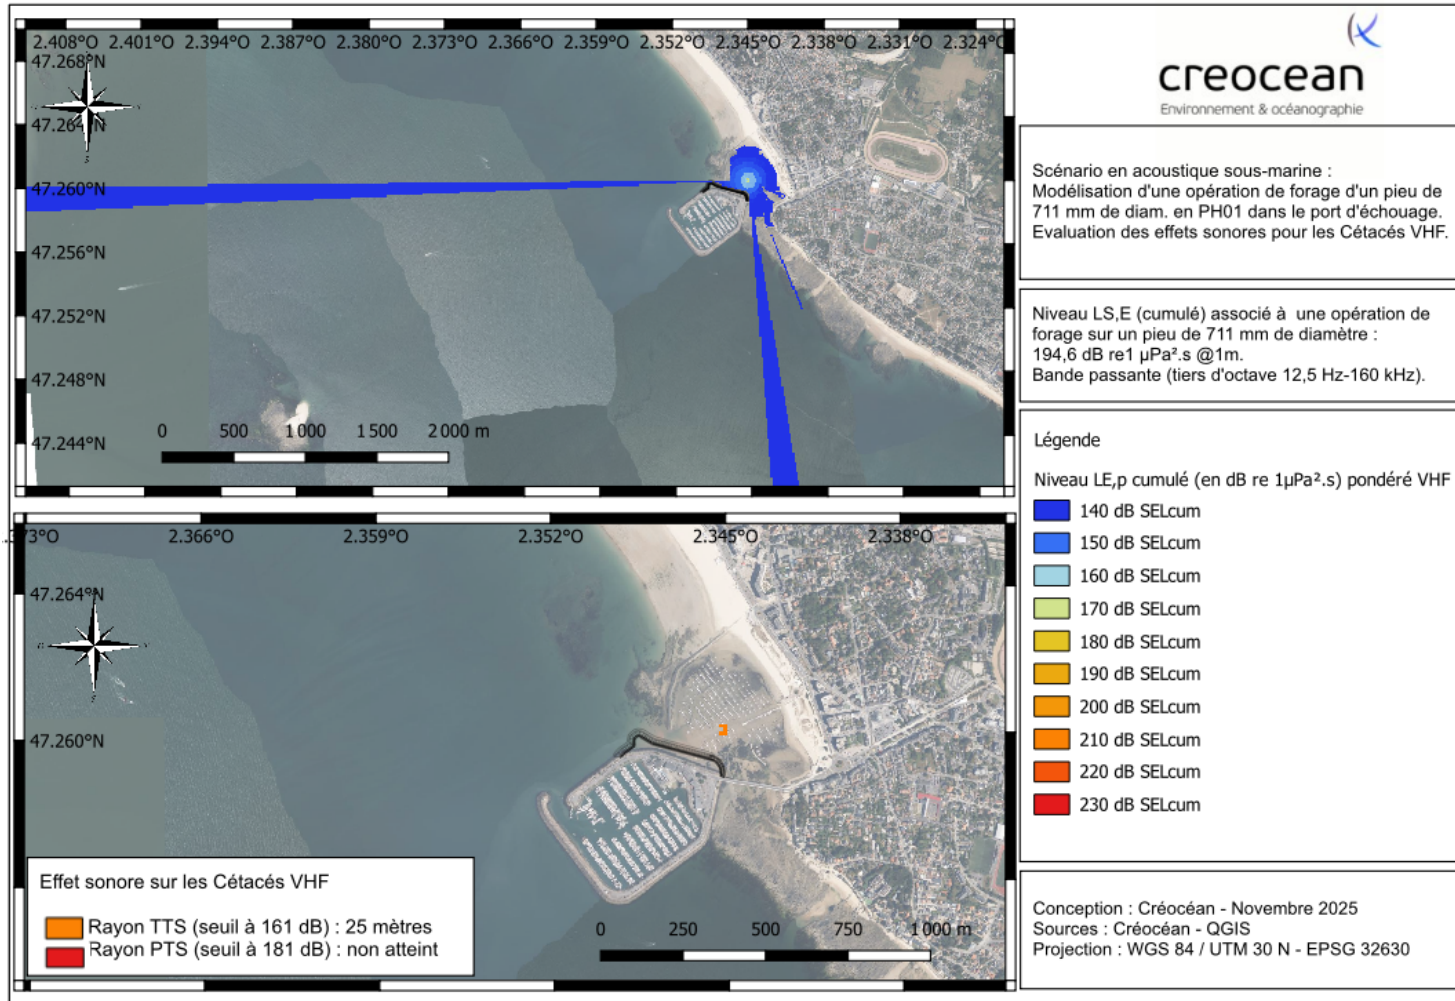 2.408°O 2.401°O 2.394°O 2.387°O 2.380°O 2.373°O 2.366°O 2.359°O 2.352°O 2.345°O 2.338°O 2.331°O 2.324°O
47.268°N
47.264°N
47.260°N
47.256°N
47.252°N
47.248°N
47.244°N
0 500 1 000 1 500 2 000 m
creocean
Environnement & océanographie
Scénario en acoustique sous-marine :
Modélisation d'une opération de forage d'un pieu de
711 mm de diam. en PH01 dans le port d'échouage.
Evaluation des effets sonores pour les Cétacés VHF.
Niveau LS,E (cumulé) associé à une opération de
forage sur un pieu de 711 mm de diamètre :
194,6 dB re1 µPa².s @1m.
Bande passante (tiers d'octave 12,5 Hz-160 kHz).
Légende
Niveau LE,p cumulé (en dB re 1µPa².s) pondéré VHF
140 dB SELcum
150 dB SELcum
160 dB SELcum
170 dB SELcum
180 dB SELcum
190 dB SELcum
200 dB SELcum
210 dB SELcum
220 dB SELcum
230 dB SELcum
2.366°O 2.359°O 2.352°O 2.345°O 2.338°O
47.264°N
47.260°N
Effet sonore sur les Cétacés VHF
Rayon TTS (seuil à 161 dB) : 25 mètres
Rayon PTS (seuil à 181 dB) : non atteint
0 250 500 750 1 000 m
Conception : Créocéan - Novembre 2025
Sources : Créocéan - QGIS
Projection : WGS 84 / UTM 30 N - EPSG 32630